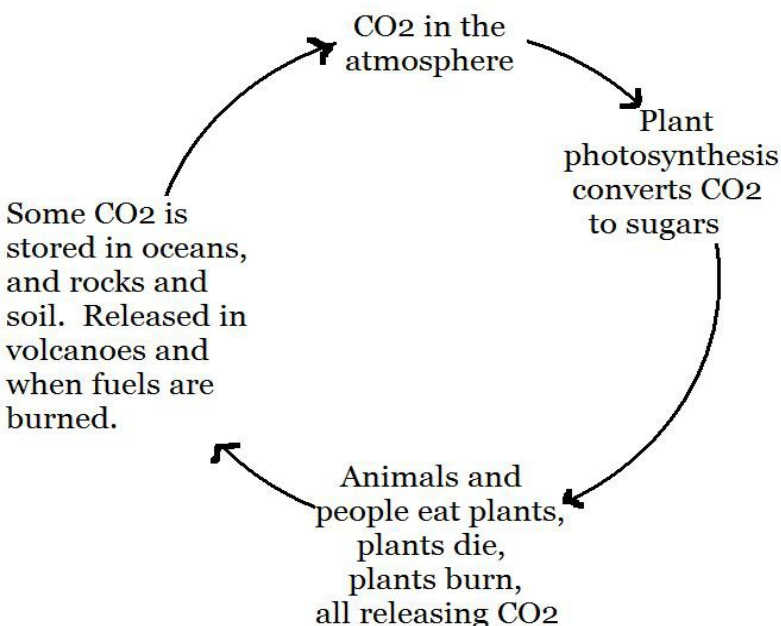 CO2 in the
atmosphere
Plant
photosynthesis
converts CO2
to sugars
Animals and
people eat plants,
plants die,
plants burn,
all releasing CO2
Some CO2 is
stored in oceans,
and rocks and
soil.  Released in
volcanoes and
when fuels are
burned.